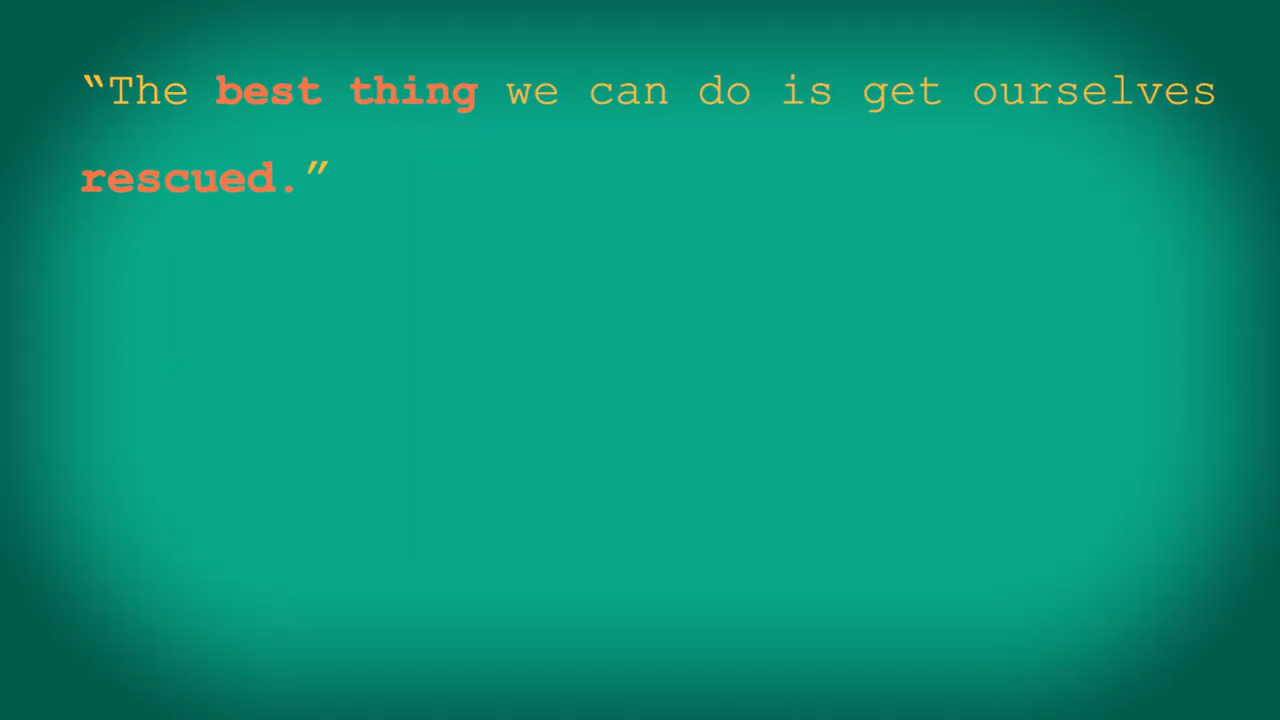 “The best thing we can do is get ourselves
rescued.”